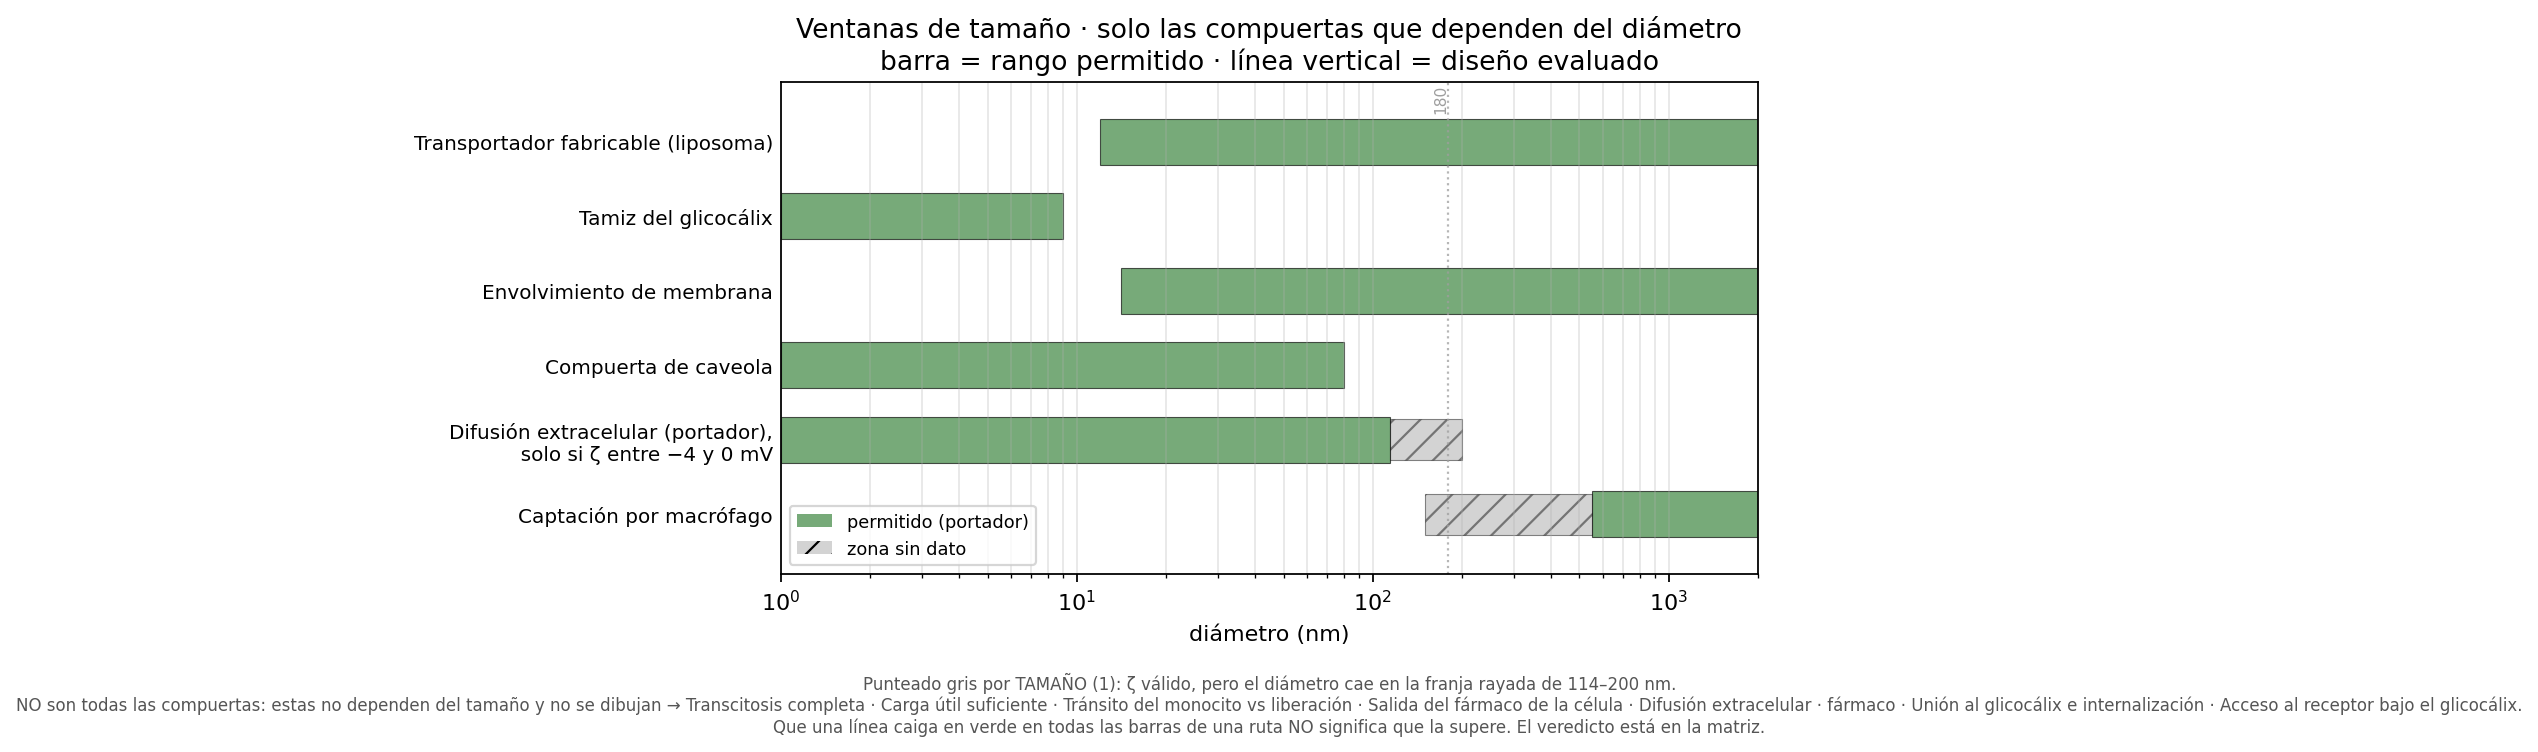 Ventanas de tamaño · solo las compuertas que dependen del diámetro
barra = rango permitido · línea vertical = diseño evaluado
180
Transportador fabricable (liposoma)
Tamiz del glicocálix
Envolvimiento de membrana
Compuerta de caveola
Difusión extracelular (portador),
solo si ζ entre −4 y 0 mV
Captación por macrófago
permitido (portador)
zona sin dato
10⁰ 10¹ 10² 10³
diámetro (nm)
Punteado gris por TAMAÑO (1): ζ válido, pero el diámetro cae en la franja rayada de 114–200 nm.
NO son todas las compuertas: estas no dependen del tamaño y no se dibujan → Transcitosis completa · Carga útil suficiente · Tránsito del monocito vs liberación · Salida del fármaco de la célula · Difusión extracelular · fármaco · Unión al glicocálix e internalización · Acceso al receptor bajo el glicocálix.
Que una línea caiga en verde en todas las barras de una ruta NO significa que la supere. El veredicto está en la matriz.